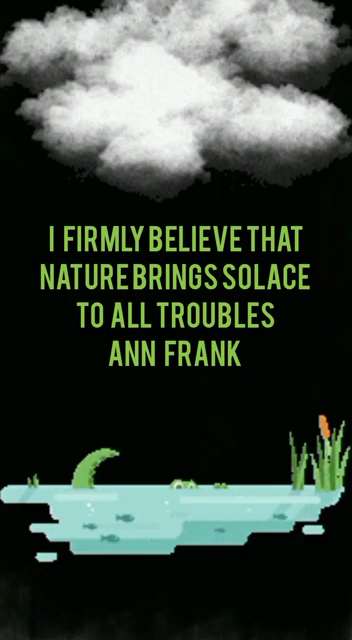 I FIRMLY BELIEVE THAT
NATURE BRINGS SOLACE
TO ALL TROUBLES
ANN FRANK